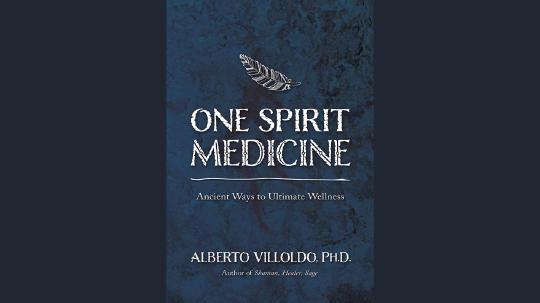 ONE SPIRIT
MEDICINE
Ancient Ways to Ultimate Wellness
ALBERTO VILLOLDO, PH.D.
Author of Shaman, Healer, Sage